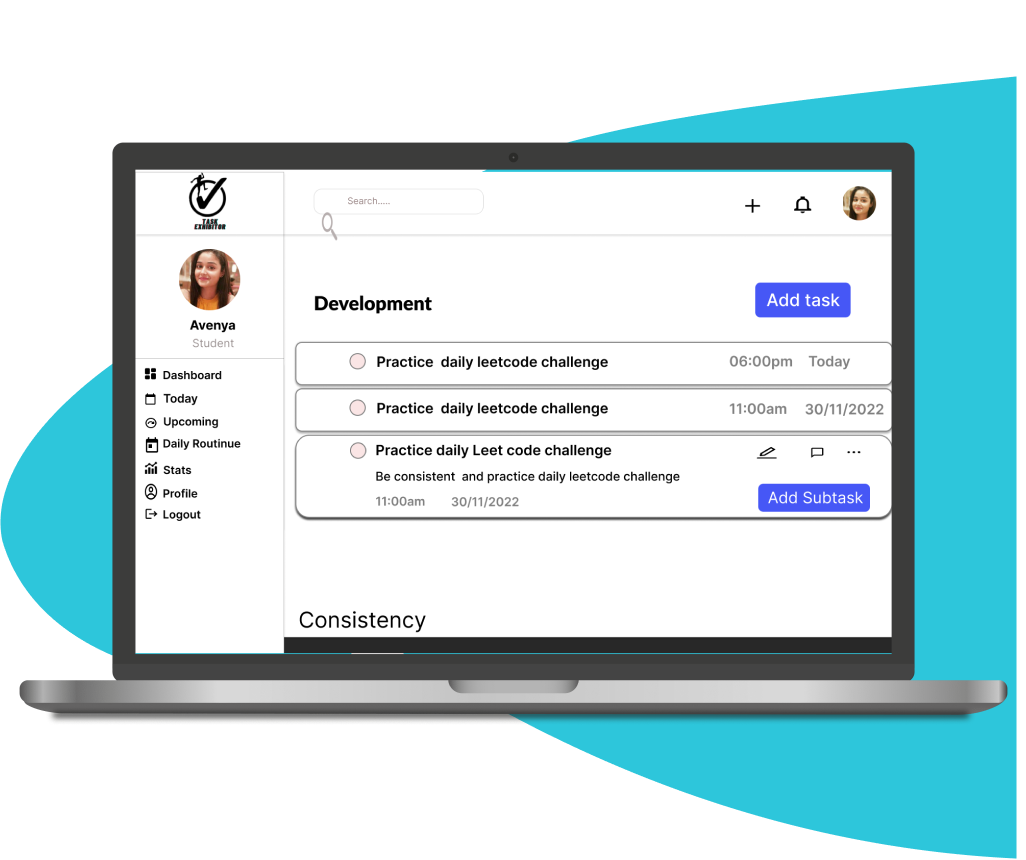 TASK
EXHIBITOR
Search.....
Avenya
Student
Dashboard
Today
Upcoming
Daily Routinue
Stats
Profile
Logout
Development
Add task
Practice daily leetcode challenge
06:00pm Today
Practice daily leetcode challenge
11:00am 30/11/2022
Practice daily Leet code challenge
Be consistent and practice daily leetcode challenge
11:00am 30/11/2022
Add Subtask
Consistency